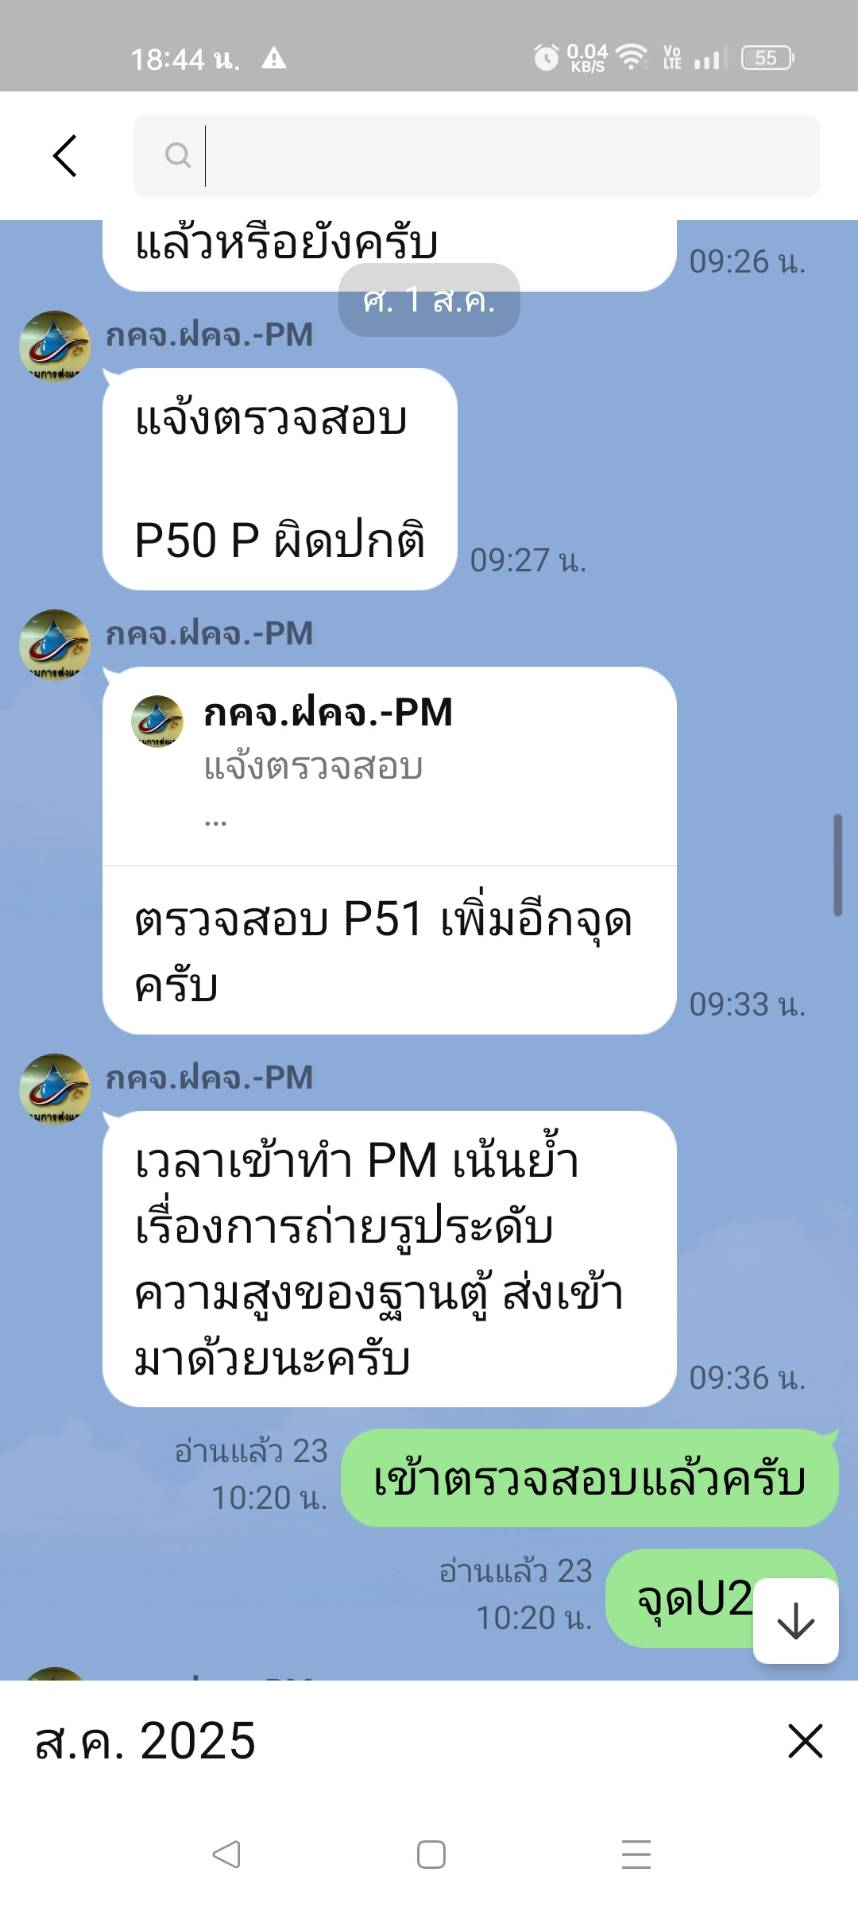 18:44 น.
0.04 KB/S
Vo LTE
55
แล้วหรือยังครับ
09:26 น.
ศ. 1 ส.ค.
กคจ.ฝคจ.-PM
แจ้งตรวจสอบ
P50 P ผิดปกติ
09:27 น.
กคจ.ฝคจ.-PM
กคจ.ฝคจ.-PM
แจ้งตรวจสอบ
...
ตรวจสอบ P51 เพิ่มอีกจุด
ครับ
09:33 น.
กคจ.ฝคจ.-PM
เวลาเข้าทำ PM เน้นย้ำ
เรื่องการถ่ายรูประดับ
ความสูงของฐานตู้ ส่งเข้า
มาด้วยนะครับ
09:36 น.
อ่านแล้ว 23
10:20 น.
เข้าตรวจสอบแล้วครับ
อ่านแล้ว 23
10:20 น.
จุดU2
ส.ค. 2025